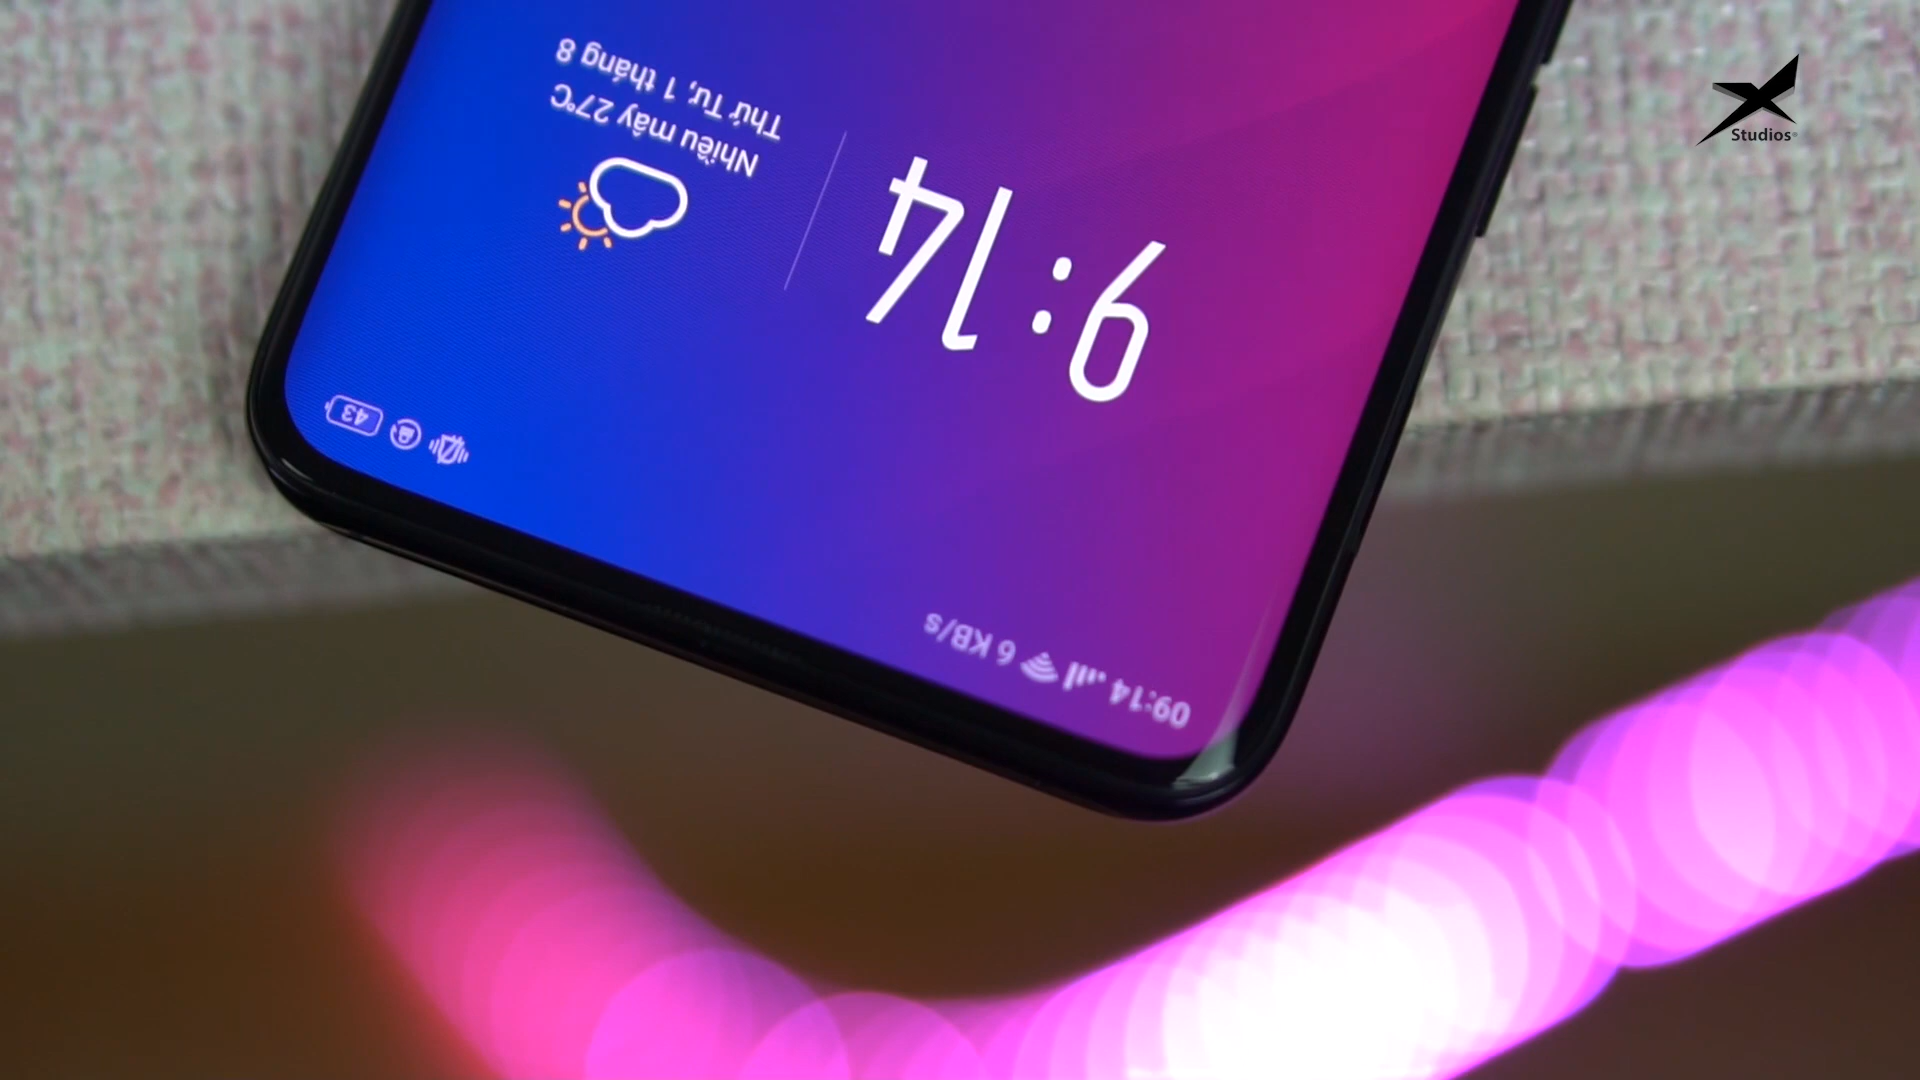 09:14 6 KB/s
43
9:14
Nhiều mây 27°C
Thứ Tư, 1 tháng 8
Studios